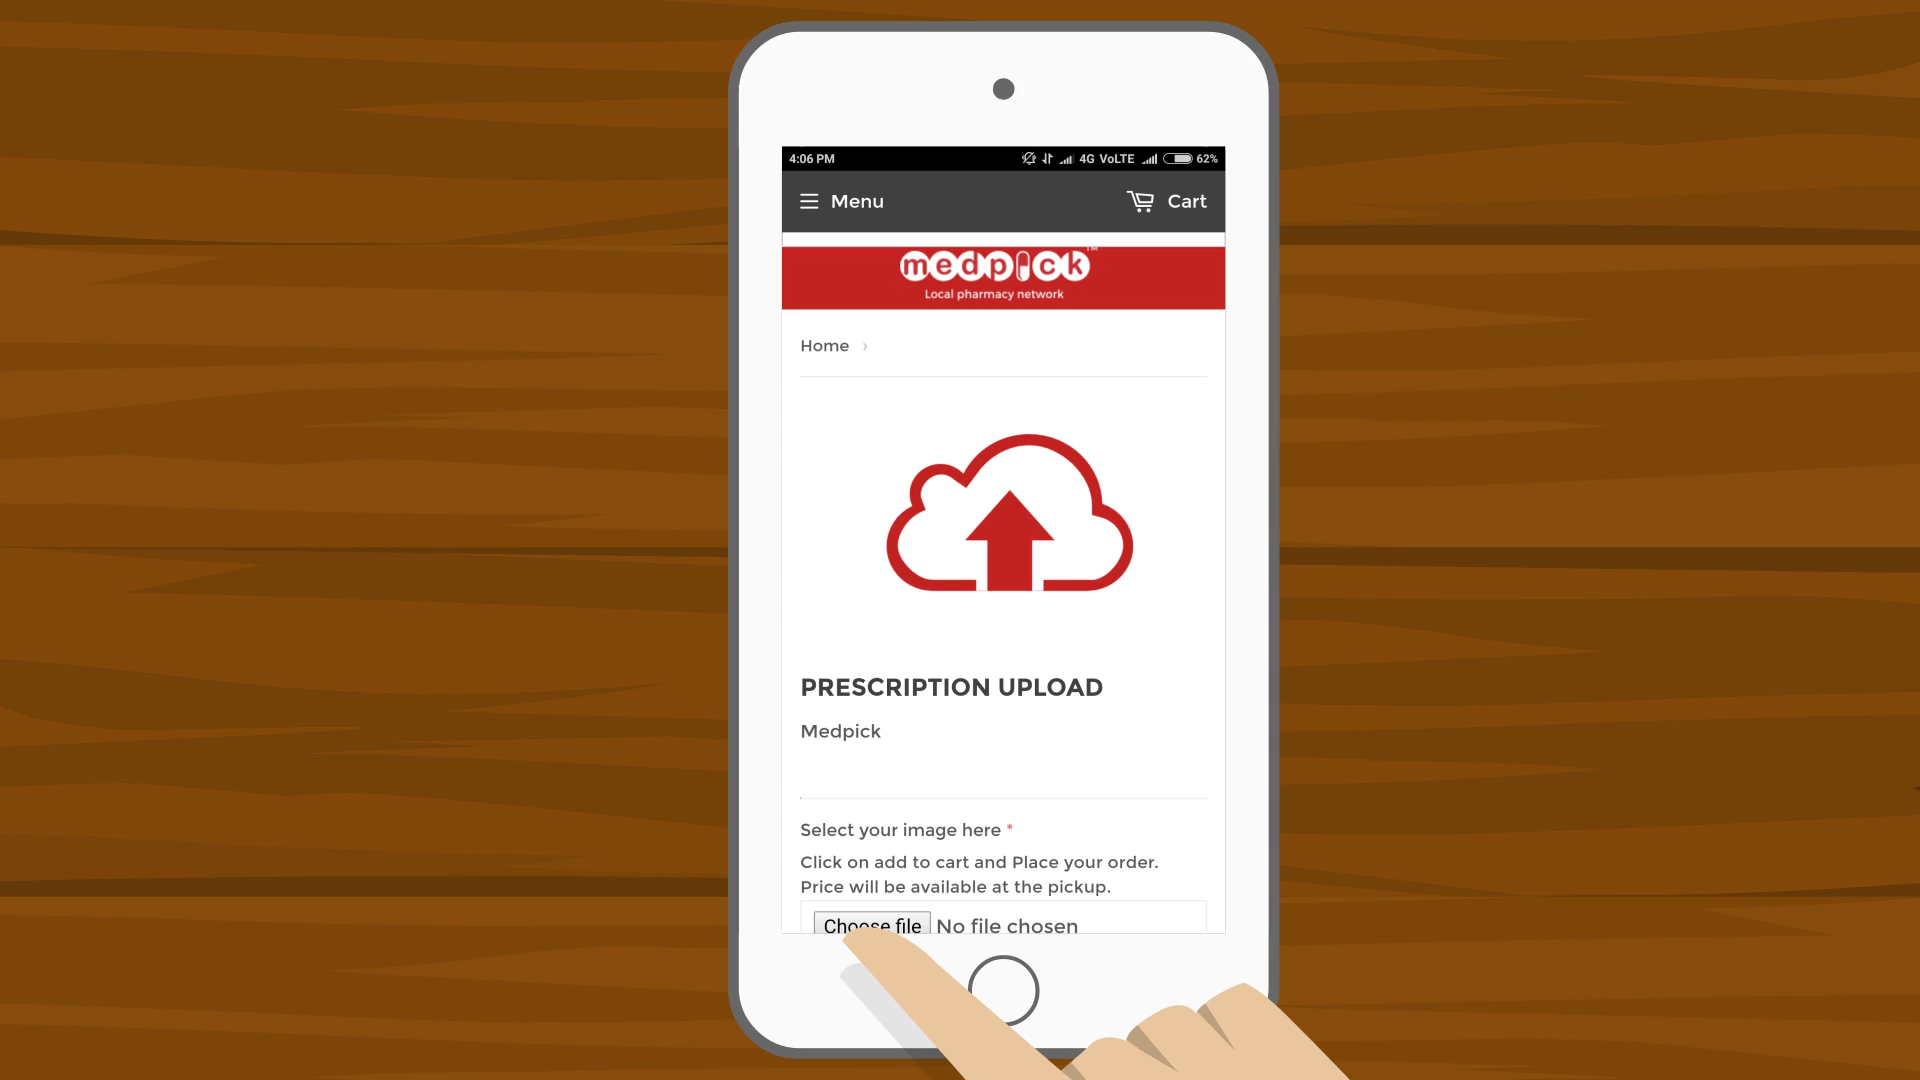 4:06 PM 4G VoLTE 62%
Menu Cart
medpick™
Local pharmacy network
Home ›
PRESCRIPTION UPLOAD
Medpick
Select your image here *
Click on add to cart and Place your order.
Price will be available at the pickup.
Choose file No file chosen